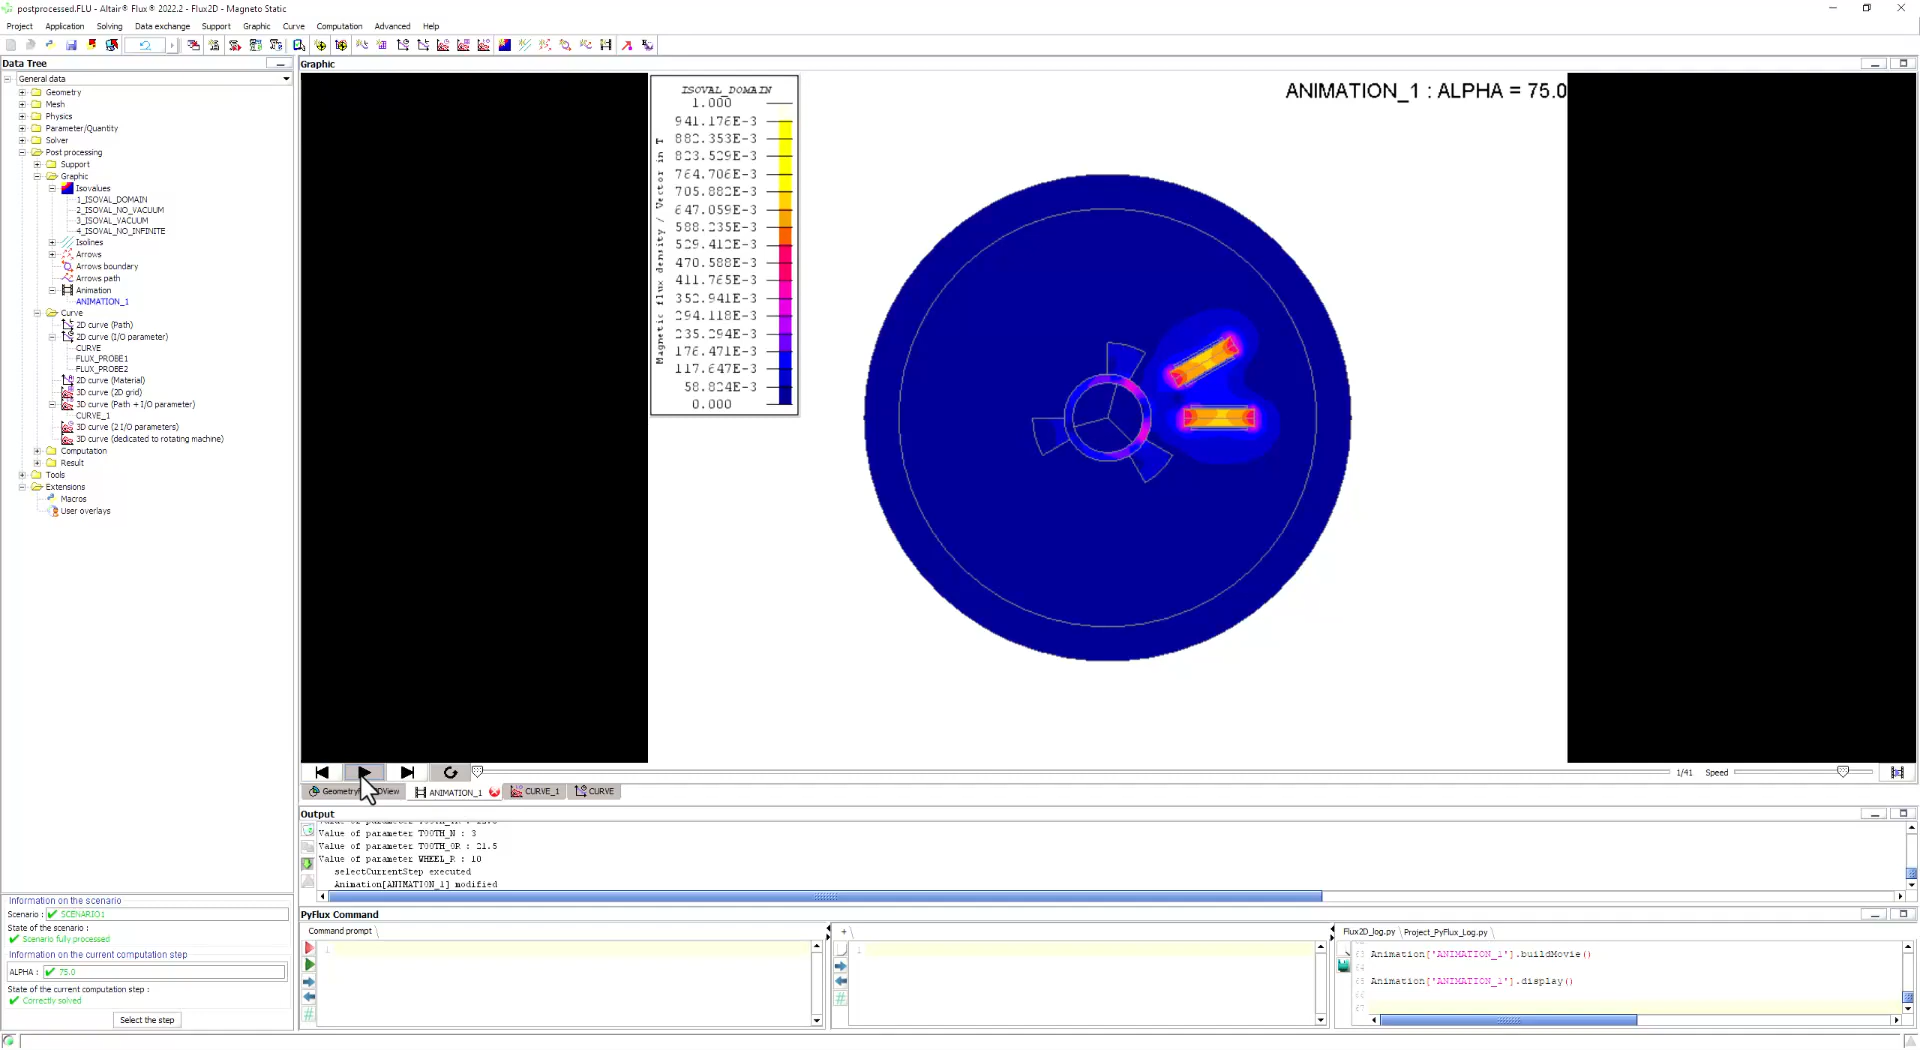 postprocessed.FLU - Altair® Flux® 2022.2 - Flux2D - Magneto Static
Project Application Solving Data exchange Support Graphic Curve Computation Advanced Help
Data Tree
General data
Geometry
Mesh
Physics
Parameter/Quantity
Solver
Post processing
Support
Graphic
Isovalues
1_ISOVAL_DOMAIN
2_ISOVAL_NO_VACUUM
3_ISOVAL_VACUUM
4_ISOVAL_NO_INFINITE
Isolines
Arrows
Arrows boundary
Arrows path
Animation
ANIMATION_1
Curve
2D curve (Path)
2D curve (I/O parameter)
CURVE
FLUX_PROBE1
FLUX_PROBE2
2D curve (Material)
3D curve (2D grid)
3D curve (Path + I/O parameter)
CURVE_1
3D curve (2 I/O parameters)
3D curve (dedicated to rotating machine)
Computation
Result
Tools
Extensions
Macros
User overlays
Information on the scenario
Scenario : SCENARIO1
State of the scenario :
Scenario fully processed
Information on the current computation step
ALPHA : 75.0
State of the current computation step :
Correctly solved
Select the step
Graphic
ISOVAL_DOMAIN
1.000
941.176E-3
882.353E-3
823.529E-3
764.706E-3
705.882E-3
647.059E-3
588.235E-3
529.412E-3
470.588E-3
411.765E-3
352.941E-3
294.118E-3
235.294E-3
176.471E-3
117.647E-3
58.824E-3
0.000
Magnetic flux density / Vector in T
ANIMATION_1 : ALPHA = 75.0
1/41 Speed
ANIMATION_1 CURVE_1 CURVE
Output
Value of parameter TOOTH_N : 3
Value of parameter TOOTH_OR : 21.5
Value of parameter WHEEL_R : 10
selectCurrentStep executed
Animation[ANIMATION_1] modified
PyFlux Command
Command prompt
1
+
1
Flux2D_log.py Project_PyFlux_Log.py
63 Animation['ANIMATION_1'].buildMovie()
64
65 Animation['ANIMATION_1'].display()
66
67